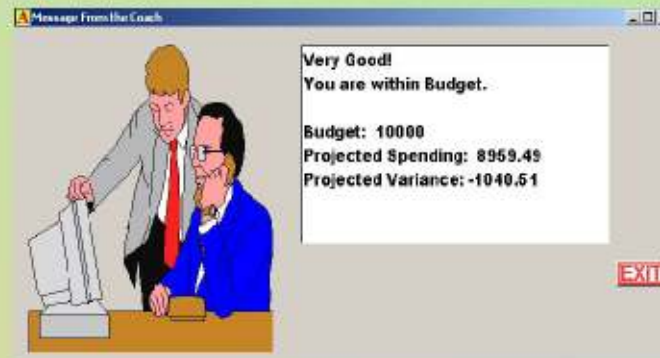 Message From the Coach
Very Good!
You are within Budget.
Budget: 10000
Projected Spending: 8959.49
Projected Variance: -1040.51
EXIT